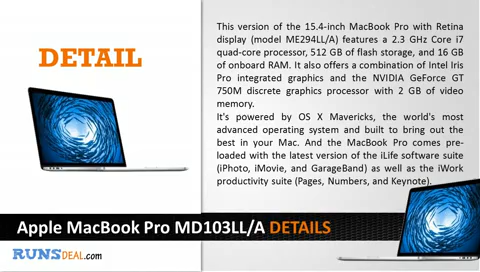 This version of the 15.4-inch MacBook Pro with Retina
display (model ME294LL/A) features a 2.3 GHz Core i7
quad-core processor, 512 GB of flash storage, and 16 GB
of onboard RAM. It also offers a combination of Intel Iris
Pro integrated graphics and the NVIDIA GeForce GT
750M discrete graphics processor with 2 GB of video
memory.
It's powered by OS X Mavericks, the world's most
advanced operating system and built to bring out the
best in your Mac. And the MacBook Pro comes pre-
loaded with the latest version of the iLife software suite
(iPhoto, iMovie, and GarageBand) as well as the iWork
productivity suite (Pages, Numbers, and Keynote).
DETAIL
Apple MacBook Pro MD103LL/A DETAILS
RUNSDEAL.com